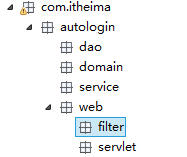 com.itheima
autologin
dao
domain
service
web
filter
servlet